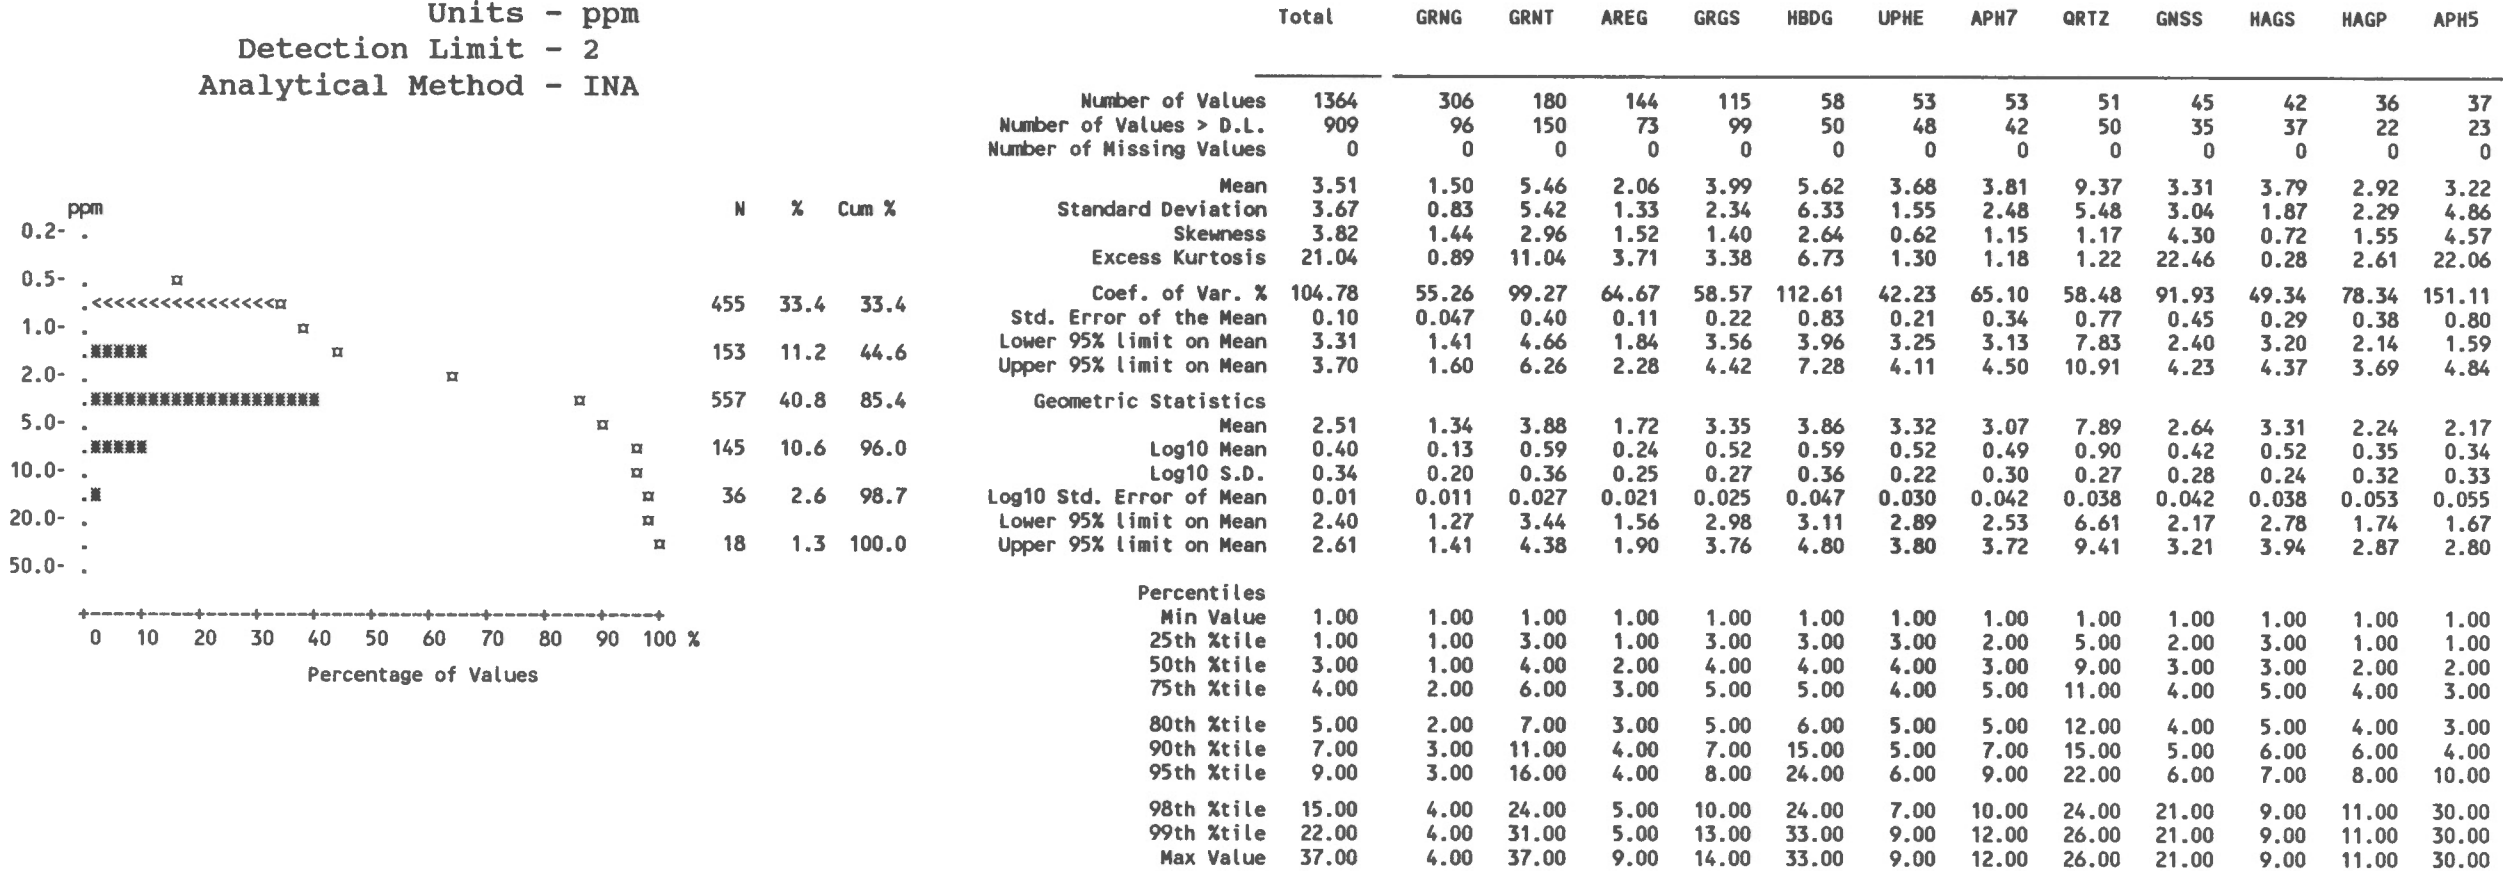 Units - ppm
Detection Limit - 2
Analytical Method - INA
ppm N % Cum %
0.2-
0.5-
<<<<<<<<<<<<<<<<¤ 455 33.4 33.4
1.0-
153 11.2 44.6
2.0-
557 40.8 85.4
5.0-
145 10.6 96.0
10.0-
36 2.6 98.7
20.0-
18 1.3 100.0
50.0-
0 10 20 30 40 50 60 70 80 90 100 %
Percentage of Values
Total GRNG GRNT AREG GRGS HBDG UPHE APH7 QRTZ GNSS HAGS HAGP APH5
Number of Values 1364 306 180 144 115 58 53 53 51 45 42 36 37
Number of Values > D.L. 909 96 150 73 99 50 48 42 50 35 37 22 23
Number of Missing Values 0 0 0 0 0 0 0 0 0 0 0 0 0
Mean 3.51 1.50 5.46 2.06 3.99 5.62 3.68 3.81 9.37 3.31 3.79 2.92 3.22
Standard Deviation 3.67 0.83 5.42 1.33 2.34 6.33 1.55 2.48 5.48 3.04 1.87 2.29 4.86
Skewness 3.82 1.44 2.96 1.52 1.40 2.64 0.62 1.15 1.17 4.30 0.72 1.55 4.57
Excess Kurtosis 21.04 0.89 11.04 3.71 3.38 6.73 1.30 1.18 1.22 22.46 0.28 2.61 22.06
Coef. of Var. % 104.78 55.26 99.27 64.67 58.57 112.61 42.23 65.10 58.48 91.93 49.34 78.34 151.11
Std. Error of the Mean 0.10 0.047 0.40 0.11 0.22 0.83 0.21 0.34 0.77 0.45 0.29 0.38 0.80
Lower 95% limit on Mean 3.31 1.41 4.66 1.84 3.56 3.96 3.25 3.13 7.83 2.40 3.20 2.14 1.59
Upper 95% limit on Mean 3.70 1.60 6.26 2.28 4.42 7.28 4.11 4.50 10.91 4.23 4.37 3.69 4.84
Geometric Statistics
Mean 2.51 1.34 3.88 1.72 3.35 3.86 3.32 3.07 7.89 2.64 3.31 2.24 2.17
Log10 Mean 0.40 0.13 0.59 0.24 0.52 0.59 0.52 0.49 0.90 0.42 0.52 0.35 0.34
Log10 S.D. 0.34 0.20 0.36 0.25 0.27 0.36 0.22 0.30 0.27 0.28 0.24 0.32 0.33
Log10 Std. Error of Mean 0.01 0.011 0.027 0.021 0.025 0.047 0.030 0.042 0.038 0.042 0.038 0.053 0.055
Lower 95% limit on Mean 2.40 1.27 3.44 1.56 2.98 3.11 2.89 2.53 6.61 2.17 2.78 1.74 1.67
Upper 95% limit on Mean 2.61 1.41 4.38 1.90 3.76 4.80 3.80 3.72 9.41 3.21 3.94 2.87 2.80
Percentiles
Min Value 1.00 1.00 1.00 1.00 1.00 1.00 1.00 1.00 1.00 1.00 1.00 1.00 1.00
25th %tile 1.00 1.00 3.00 1.00 3.00 3.00 3.00 2.00 5.00 2.00 3.00 1.00 1.00
50th %tile 3.00 1.00 4.00 2.00 4.00 4.00 4.00 3.00 9.00 3.00 3.00 2.00 2.00
75th %tile 4.00 2.00 6.00 3.00 5.00 5.00 4.00 5.00 11.00 4.00 5.00 4.00 3.00
80th %tile 5.00 2.00 7.00 3.00 5.00 6.00 5.00 5.00 12.00 4.00 5.00 4.00 3.00
90th %tile 7.00 3.00 11.00 4.00 7.00 15.00 5.00 7.00 15.00 5.00 6.00 6.00 4.00
95th %tile 9.00 3.00 16.00 4.00 8.00 24.00 6.00 9.00 22.00 6.00 7.00 8.00 10.00
98th %tile 15.00 4.00 24.00 5.00 10.00 24.00 7.00 10.00 24.00 21.00 9.00 11.00 30.00
99th %tile 22.00 4.00 31.00 5.00 13.00 33.00 9.00 12.00 26.00 21.00 9.00 11.00 30.00
Max Value 37.00 4.00 37.00 9.00 14.00 33.00 9.00 12.00 26.00 21.00 9.00 11.00 30.00